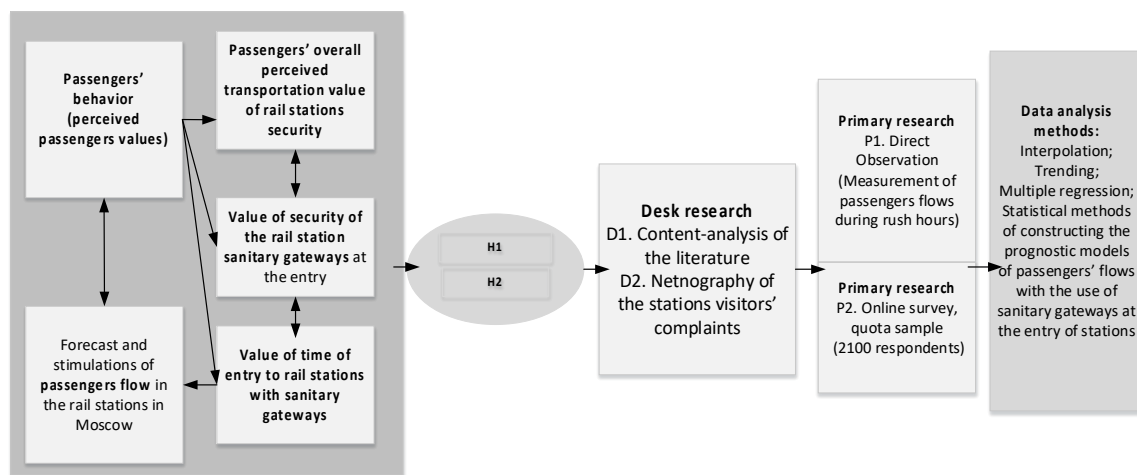 Passengers'
behavior
(perceived
passengers values)
Passengers' overall
perceived
transportation value
of rail stations
security
Value of security of
the rail station
sanitary gateways at
the entry
Forecast and
stimulations of
passengers flow in
the rail stations in
Moscow
Value of time of
entry to rail stations
with sanitary
gateways
H1
H2
Desk research
D1. Content-analysis of
the literature
D2. Netnography of
the stations visitors'
complaints
Primary research
P1. Direct
Observation
(Measurement of
passengers flows
during rush hours)
Primary research
P2. Online survey,
quota sample
(2100 respondents)
Data analysis
methods:
Interpolation;
Trending;
Multiple regression;
Statistical methods
of constructing the
prognostic models
of passengers' flows
with the use of
sanitary gateways at
the entry of stations